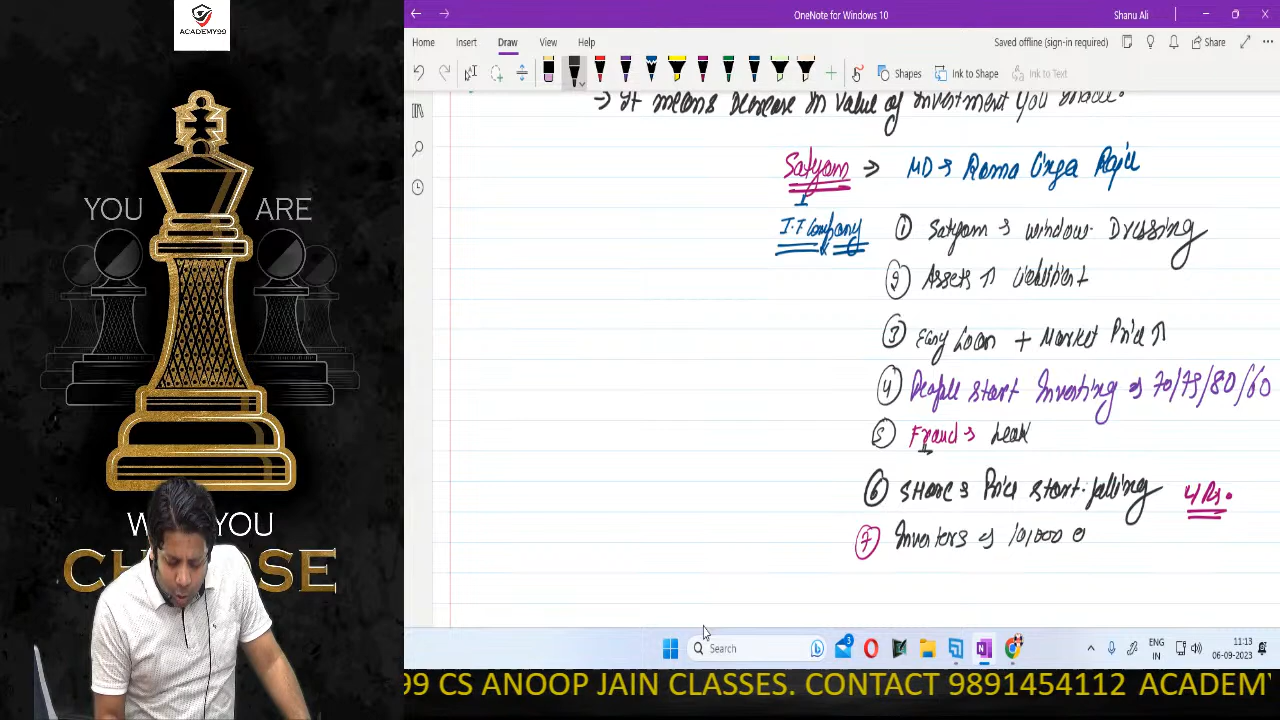 ACADEMY99
YOU ARE
W YOU
CH SE
OneNote for Windows 10
Shanu Ali
Home Insert Draw View Help
Saved offline (sign-in required)
Share
Shapes Ink to Shape Ink to Text
→ It means Decrease in value of investment you
Satyam → MD → Rama Raju
I.T Company
① Satyam → window Dressing
② Assets ↑
③ Easy Loan + Market Price ↑
④ People start Investing → 70/75/80/60
⑤ Fraud → Leak
⑥ SHARE → Price start falling 4 Rs.
⑦ Investors → 10,000
Search
3
ENG
IN
11:13
06-09-2023
99 CS ANOOP JAIN CLASSES. CONTACT 9891454112 ACADEM